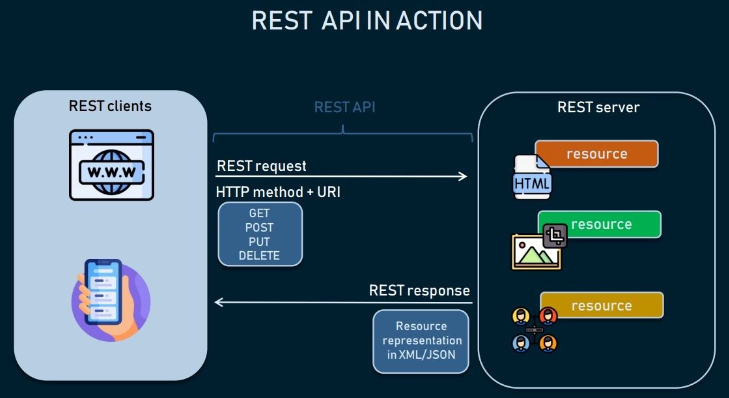 REST API IN ACTION
REST clients
W.W.W
REST API
REST request
HTTP method + URI
GET
POST
PUT
DELETE
REST response
Resource
representation
in XML/JSON
REST server
resource
HTML
resource
resource